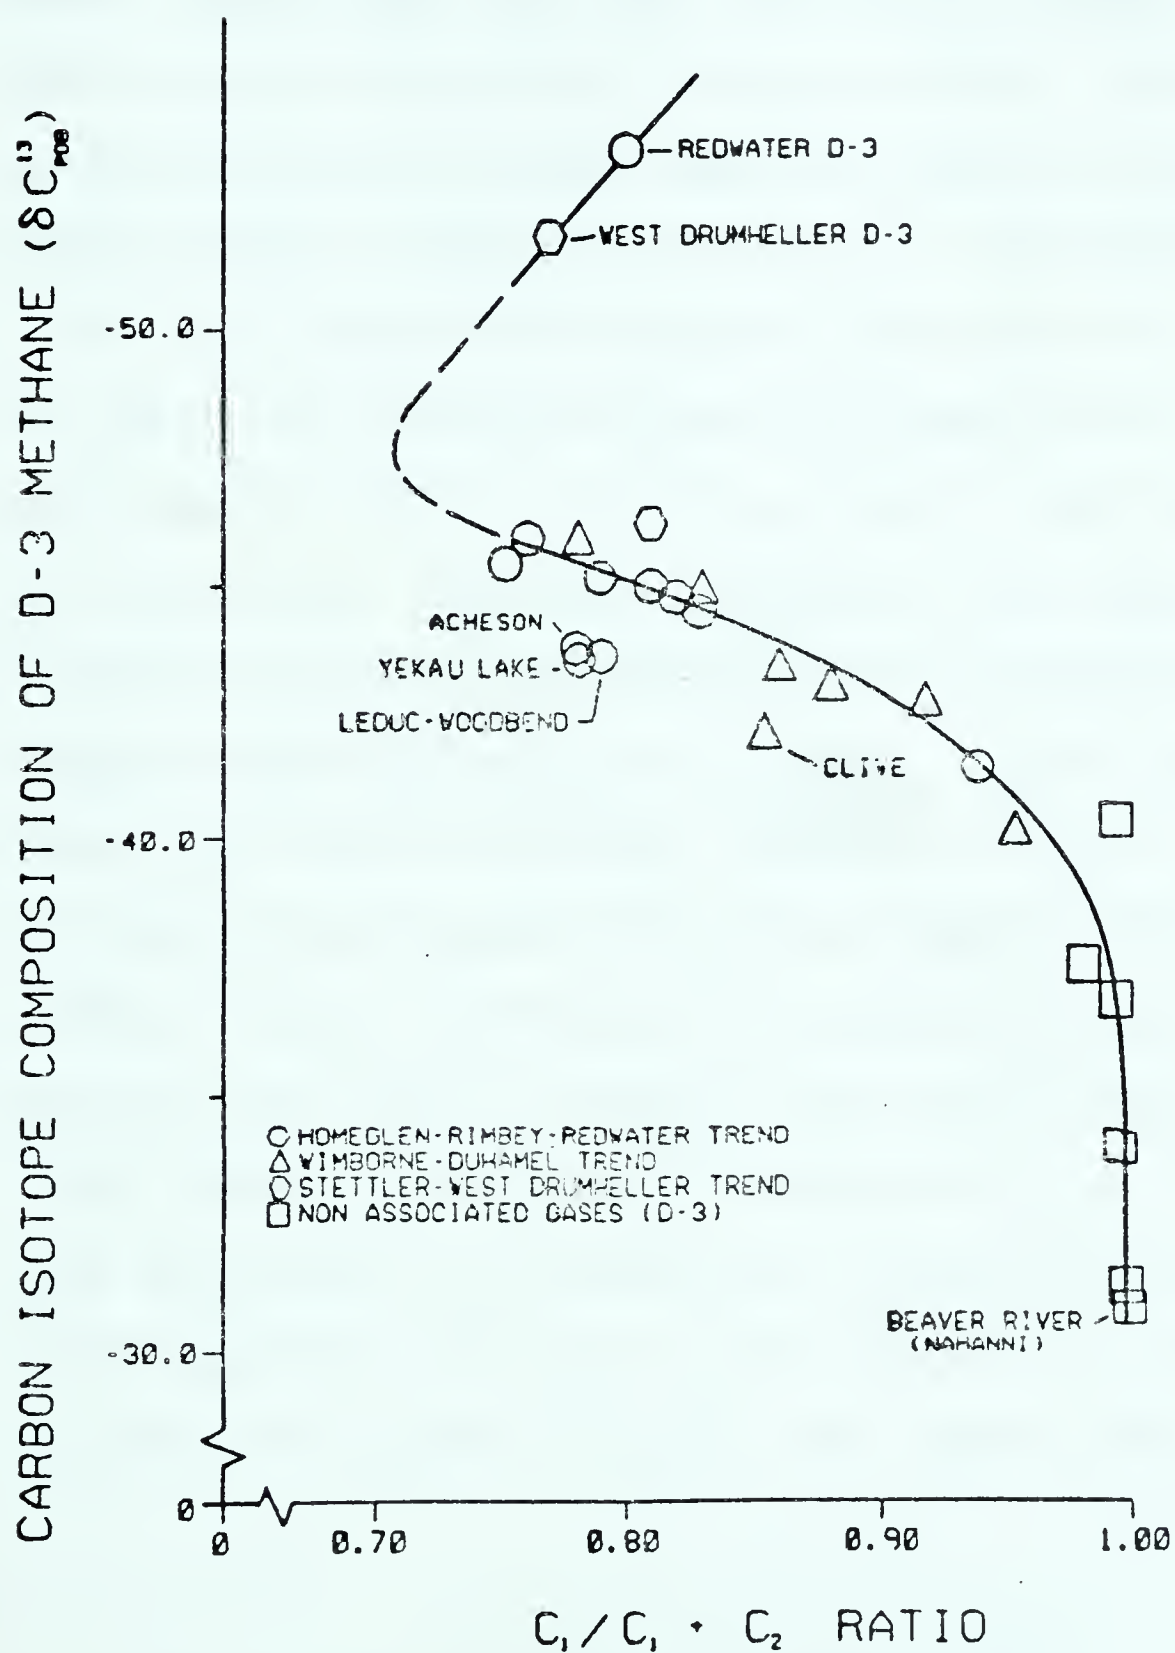 CARBON ISOTOPE COMPOSITION OF D-3 METHANE (δC¹³PDB)
REDWATER D-3
WEST DRUMHELLER D-3
-50.0
ACHESON
YEKAU LAKE
LEDUC-WOODBEND
CLIVE
-40.0
HOMEGLEN-RIMBEY-REDWATER TREND
WIMBORNE-DUHAMEL TREND
STETTLER-WEST DRUMHELLER TREND
NON ASSOCIATED GASES (D-3)
BEAVER RIVER
(NAHANNI)
-30.0
0
0 0.70 0.80 0.90 1.00
C₁/C₁ + C₂ RATIO